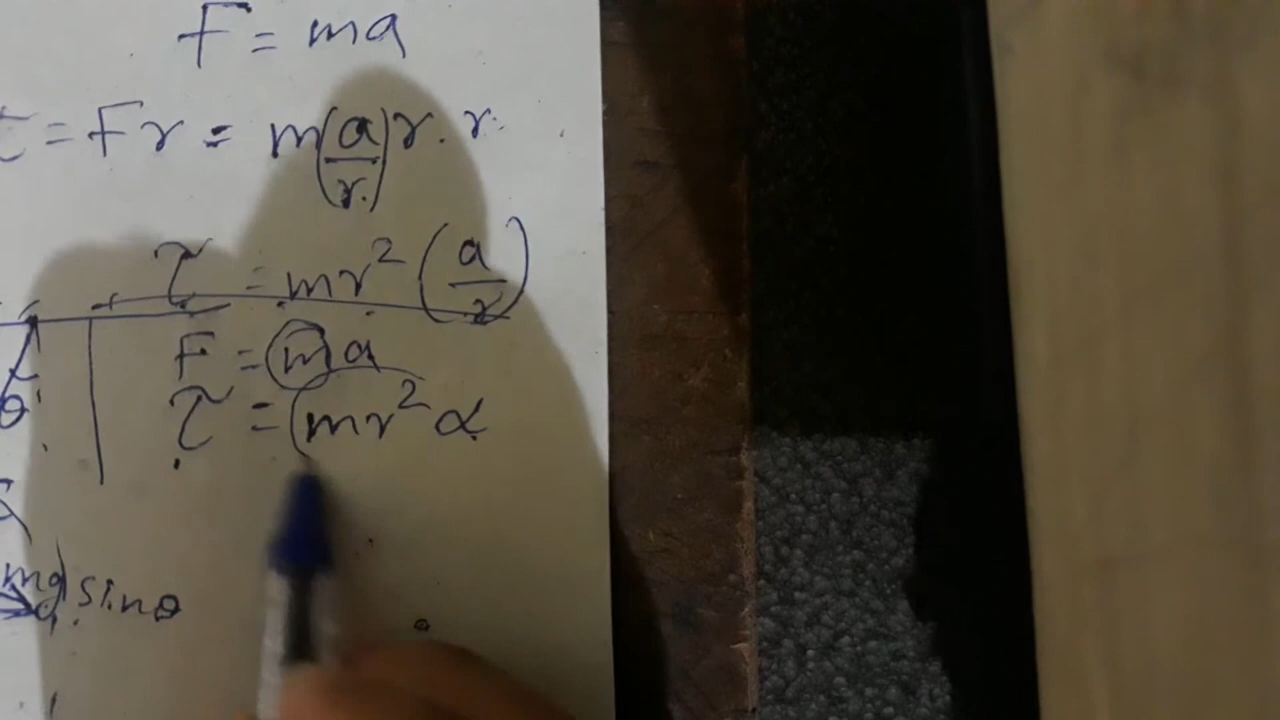 F = ma
τ = Fr = m(a/r)r.r
τ = mr² (a/r)
F = ma
τ = (mr² α
θ
mg sinθ